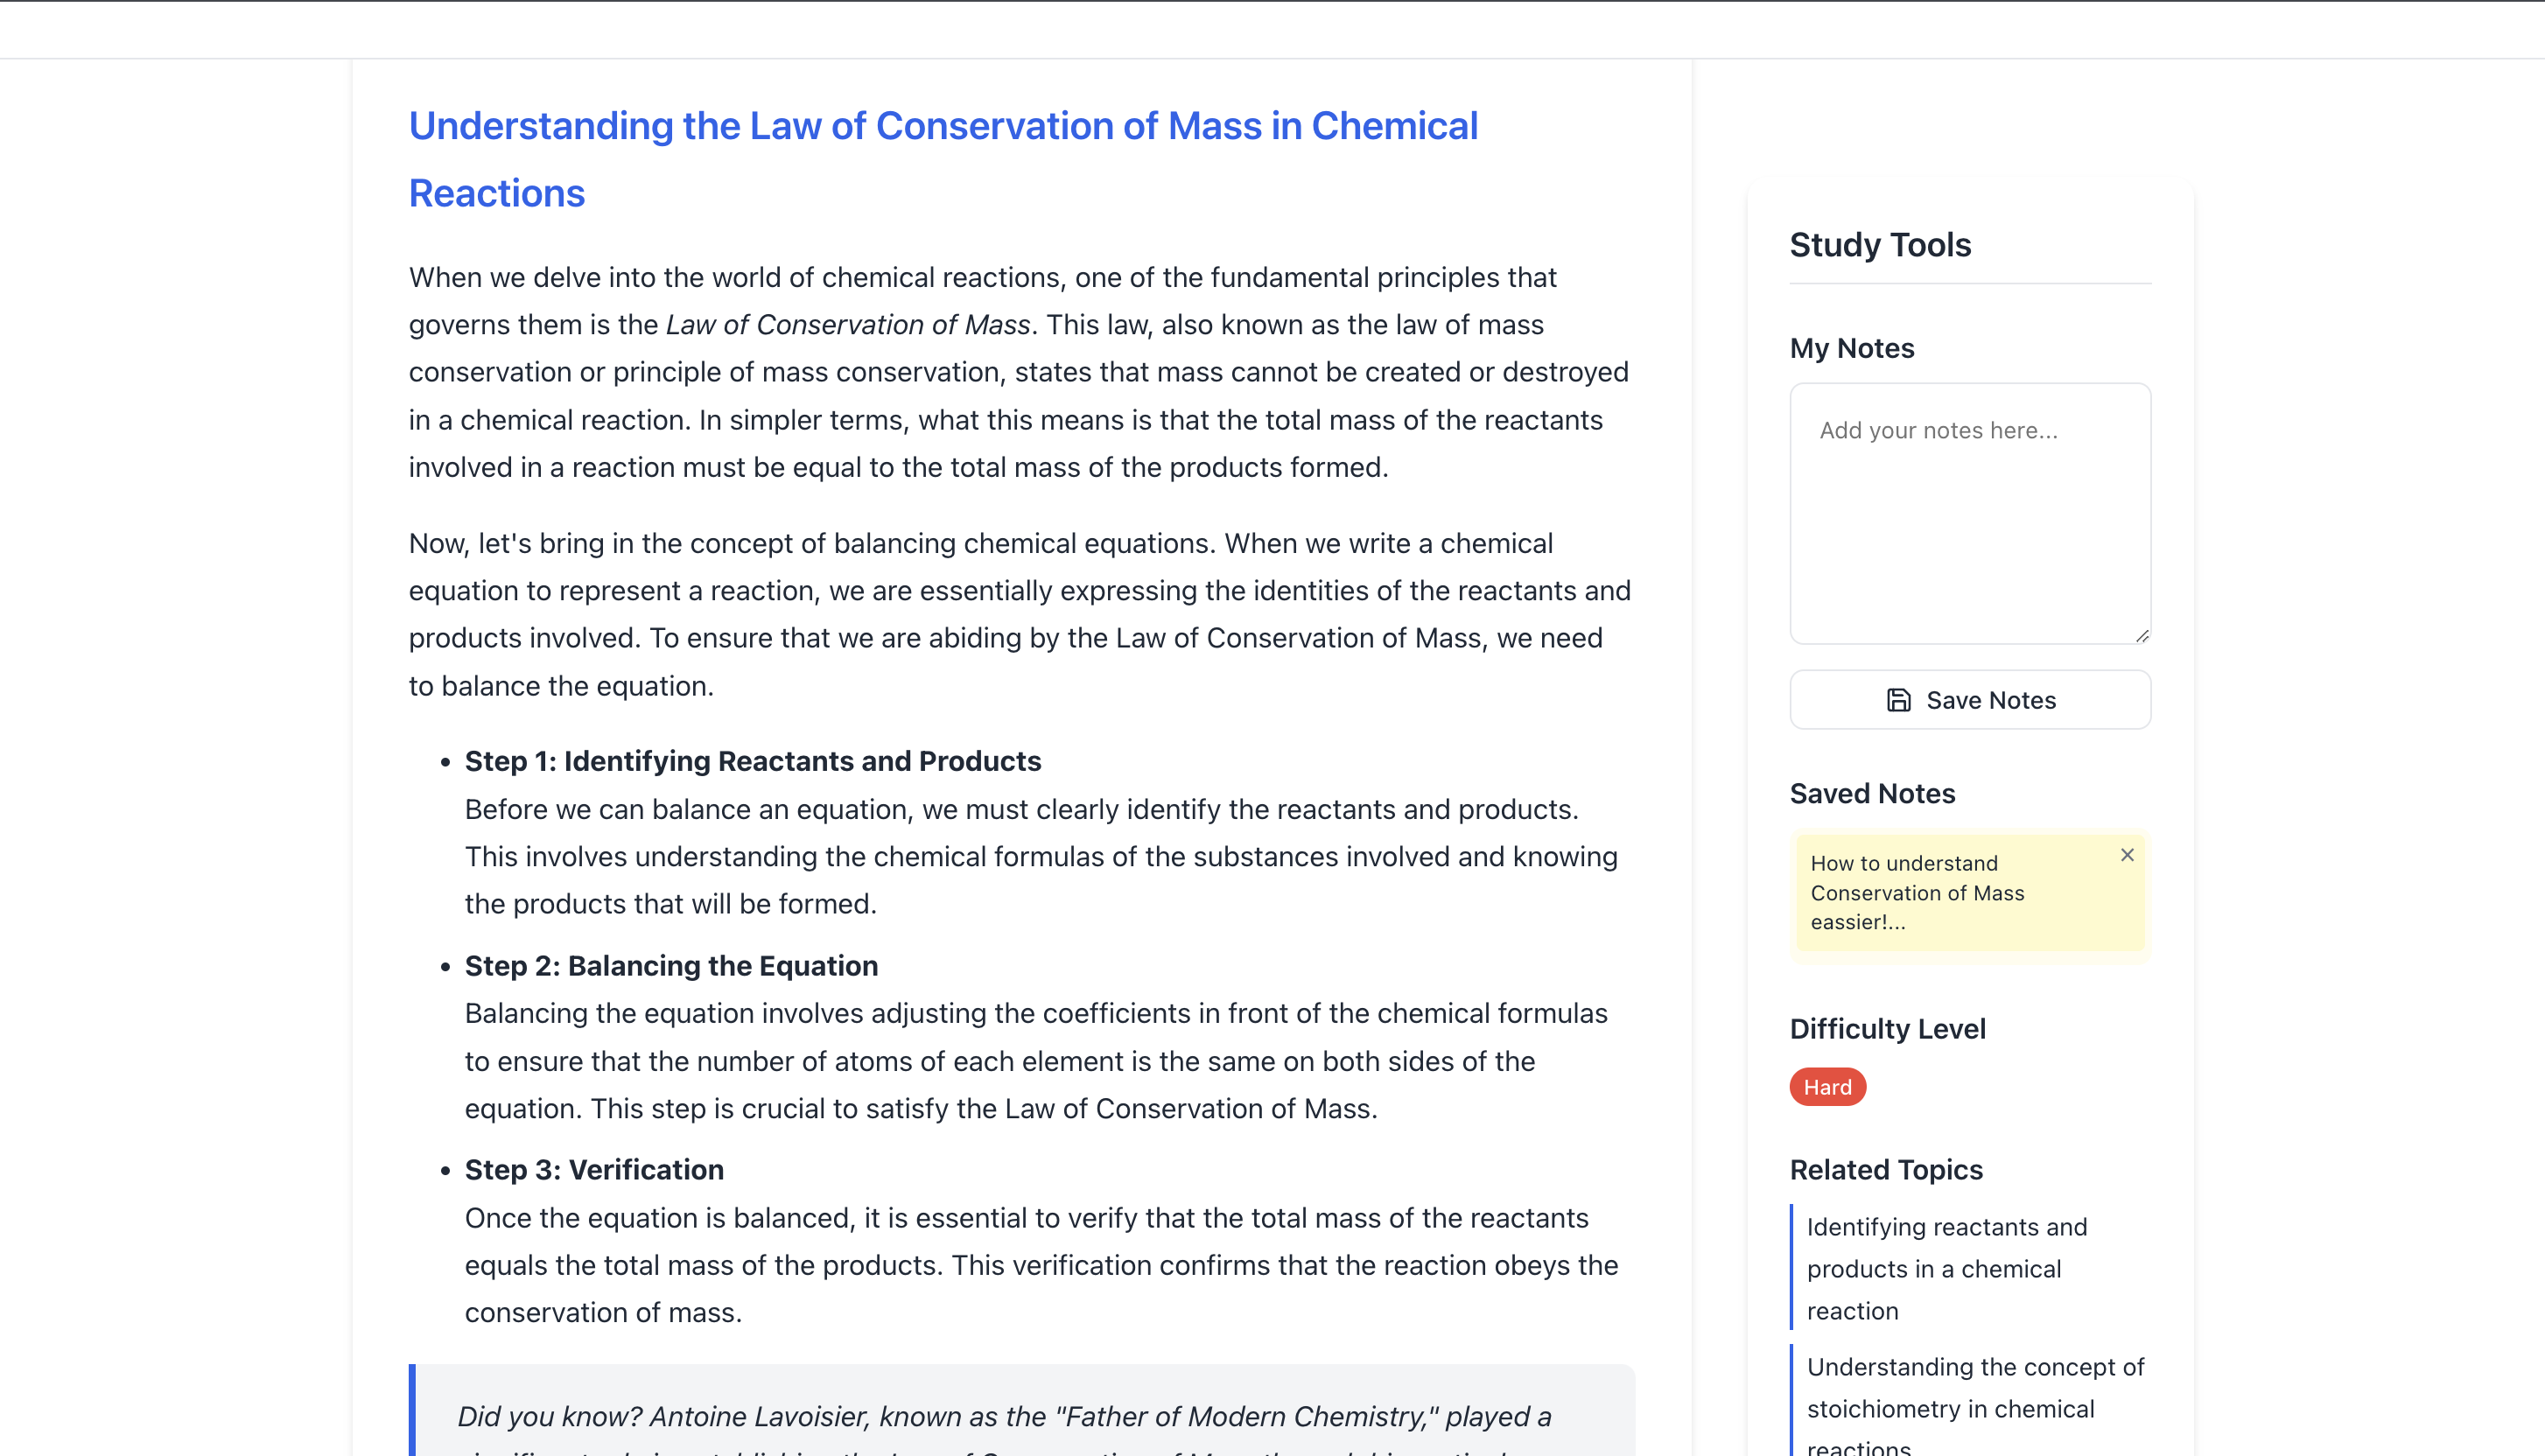 Understanding the Law of Conservation of Mass in Chemical
Reactions
When we delve into the world of chemical reactions, one of the fundamental principles that
governs them is the Law of Conservation of Mass. This law, also known as the law of mass
conservation or principle of mass conservation, states that mass cannot be created or destroyed
in a chemical reaction. In simpler terms, what this means is that the total mass of the reactants
involved in a reaction must be equal to the total mass of the products formed.
Now, let's bring in the concept of balancing chemical equations. When we write a chemical
equation to represent a reaction, we are essentially expressing the identities of the reactants and
products involved. To ensure that we are abiding by the Law of Conservation of Mass, we need
to balance the equation.
• Step 1: Identifying Reactants and Products
Before we can balance an equation, we must clearly identify the reactants and products.
This involves understanding the chemical formulas of the substances involved and knowing
the products that will be formed.
• Step 2: Balancing the Equation
Balancing the equation involves adjusting the coefficients in front of the chemical formulas
to ensure that the number of atoms of each element is the same on both sides of the
equation. This step is crucial to satisfy the Law of Conservation of Mass.
• Step 3: Verification
Once the equation is balanced, it is essential to verify that the total mass of the reactants
equals the total mass of the products. This verification confirms that the reaction obeys the
conservation of mass.
Did you know? Antoine Lavoisier, known as the "Father of Modern Chemistry," played a
Study Tools
My Notes
Add your notes here...
Save Notes
Saved Notes
How to understand
Conservation of Mass
eassier!...
Difficulty Level
Hard
Related Topics
Identifying reactants and
products in a chemical
reaction
Understanding the concept of
stoichiometry in chemical
reactions